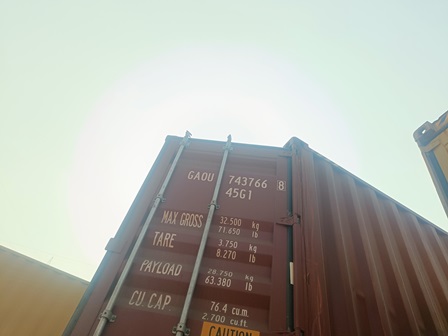 GAOU 743766 8
45G1
MAX GROSS 32.500 kg
71.650 lb
TARE 3.750 kg
8.270 lb
PAYLOAD 28.750 kg
63.380 lb
CU CAP 76.4 cu.m.
2.700 cu.ft.
CAUTION